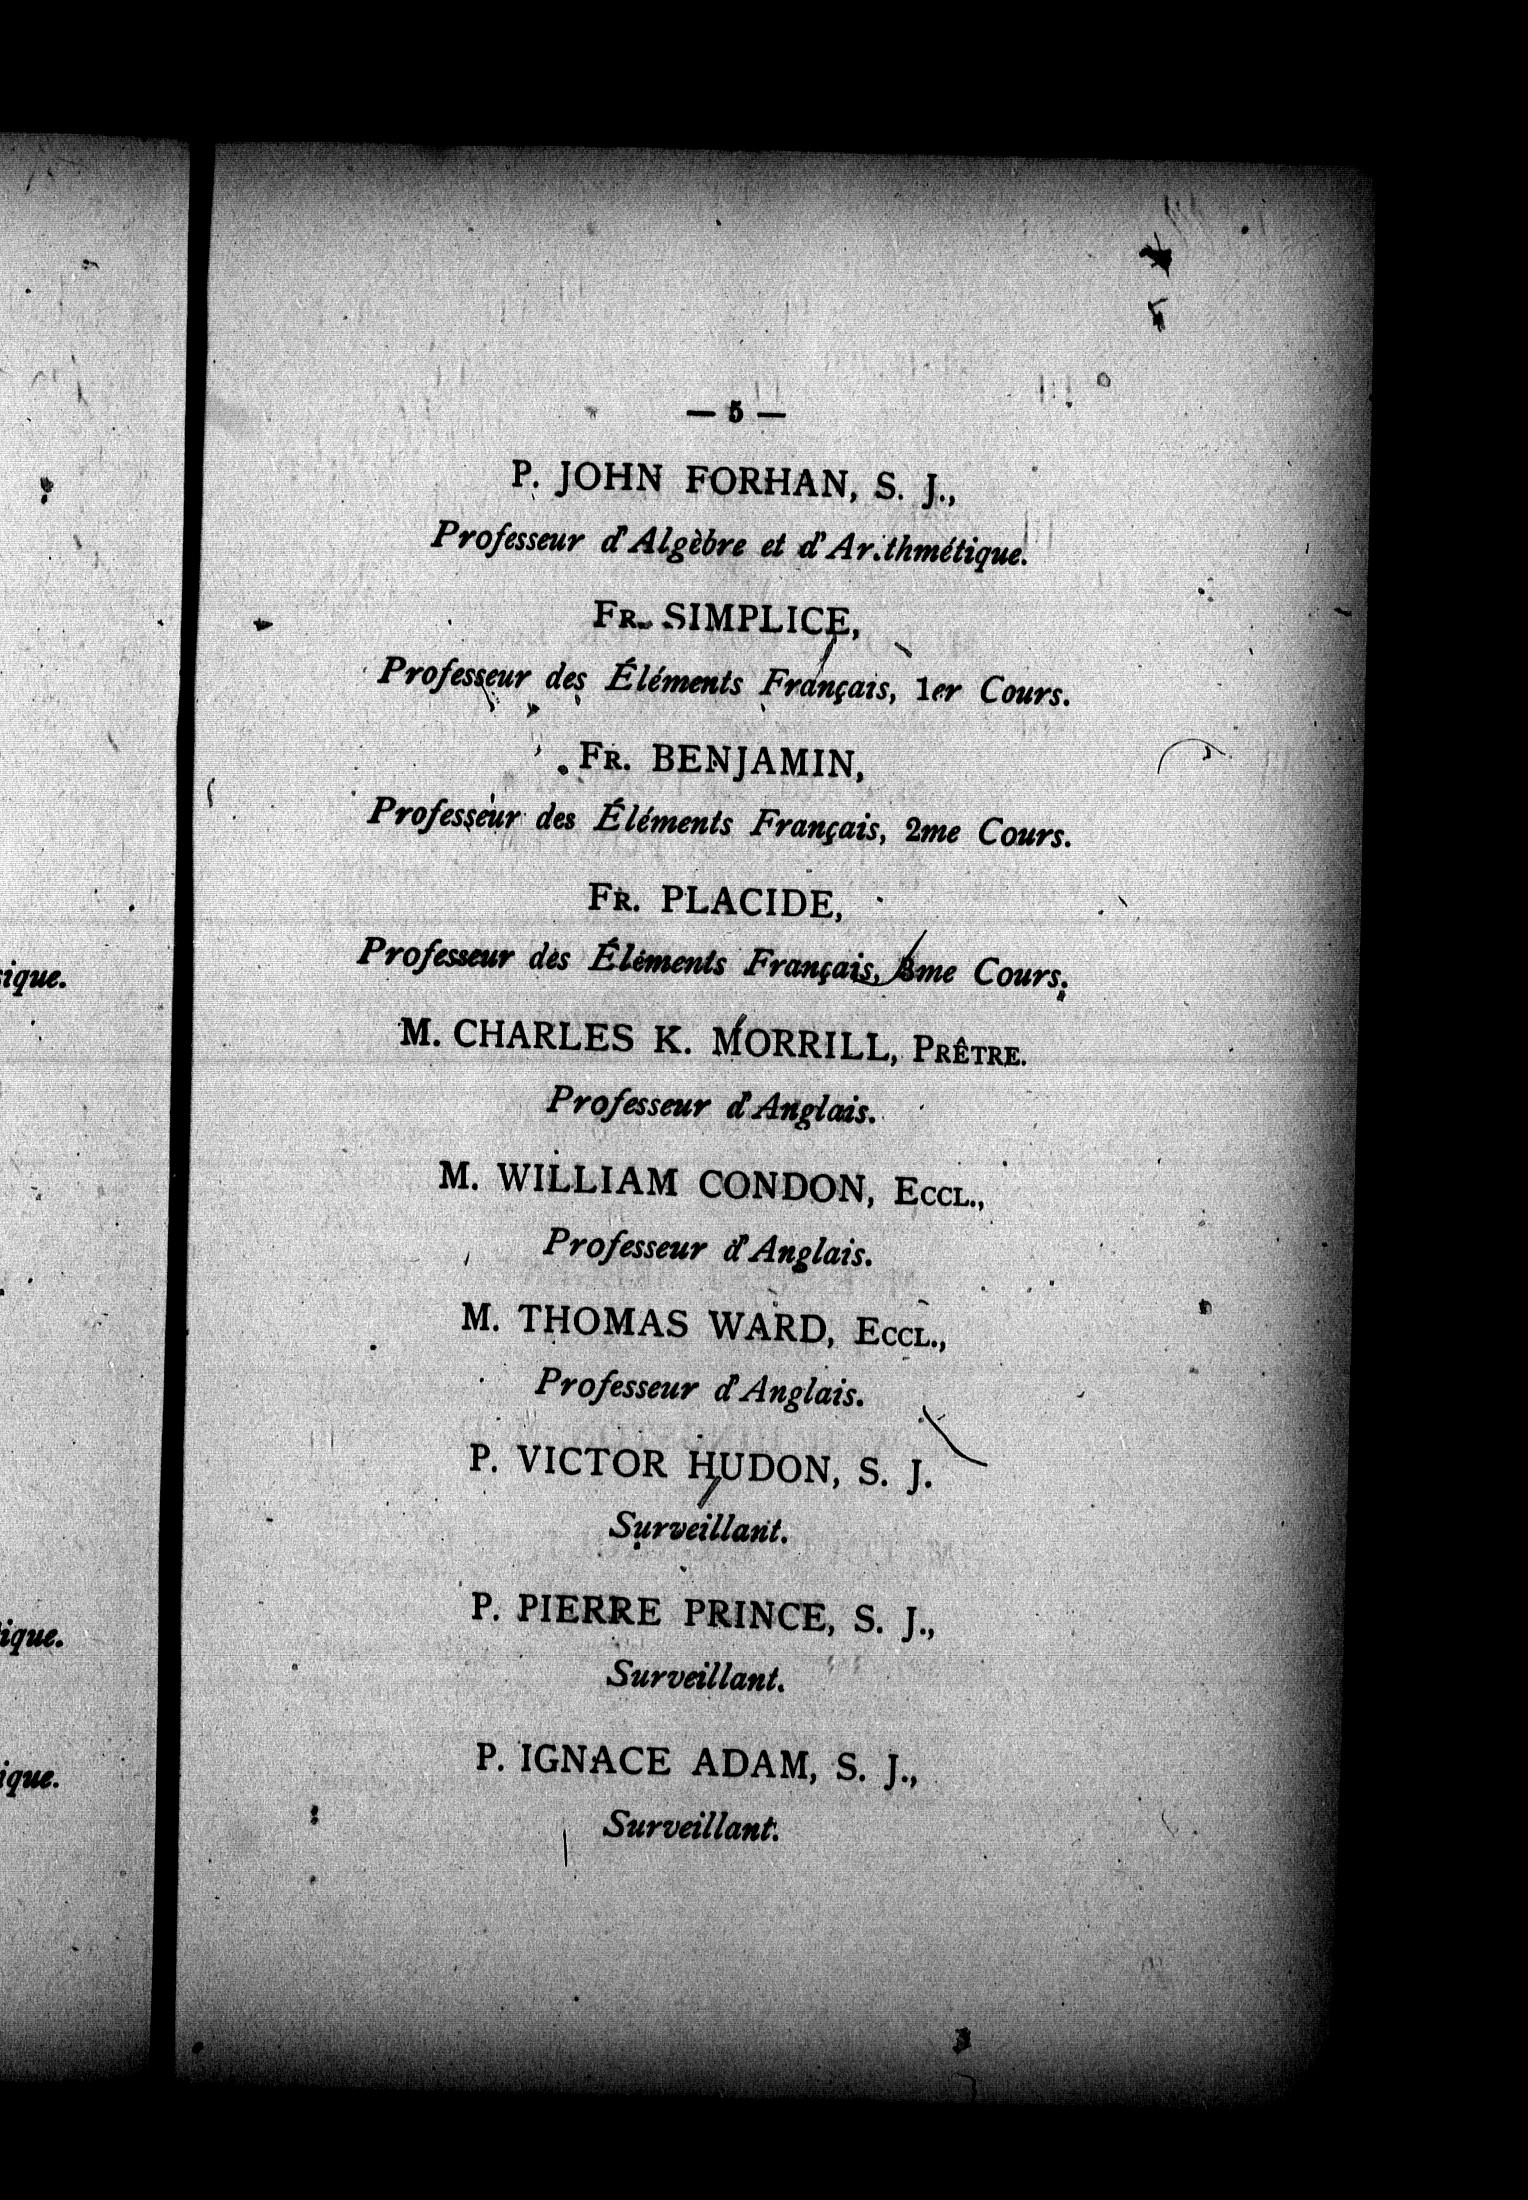 — 5 —
P. JOHN FORHAN, S. J.,
Professeur d'Algèbre et d'Ar.thmétique.
FR. SIMPLICE,
Professeur des Éléments Français, 1er Cours.
FR. BENJAMIN,
Professeur des Éléments Français, 2me Cours.
FR. PLACIDE,
Professeur des Éléments Français, 3me Cours.
M. CHARLES K. MORRILL, PRÊTRE.
Professeur d'Anglais.
M. WILLIAM CONDON, ECCL.,
Professeur d'Anglais.
M. THOMAS WARD, ECCL.,
Professeur d'Anglais.
P. VICTOR HUDON, S. J.
Surveillant.
P. PIERRE PRINCE, S. J.,
Surveillant.
P. IGNACE ADAM, S. J.,
Surveillant.